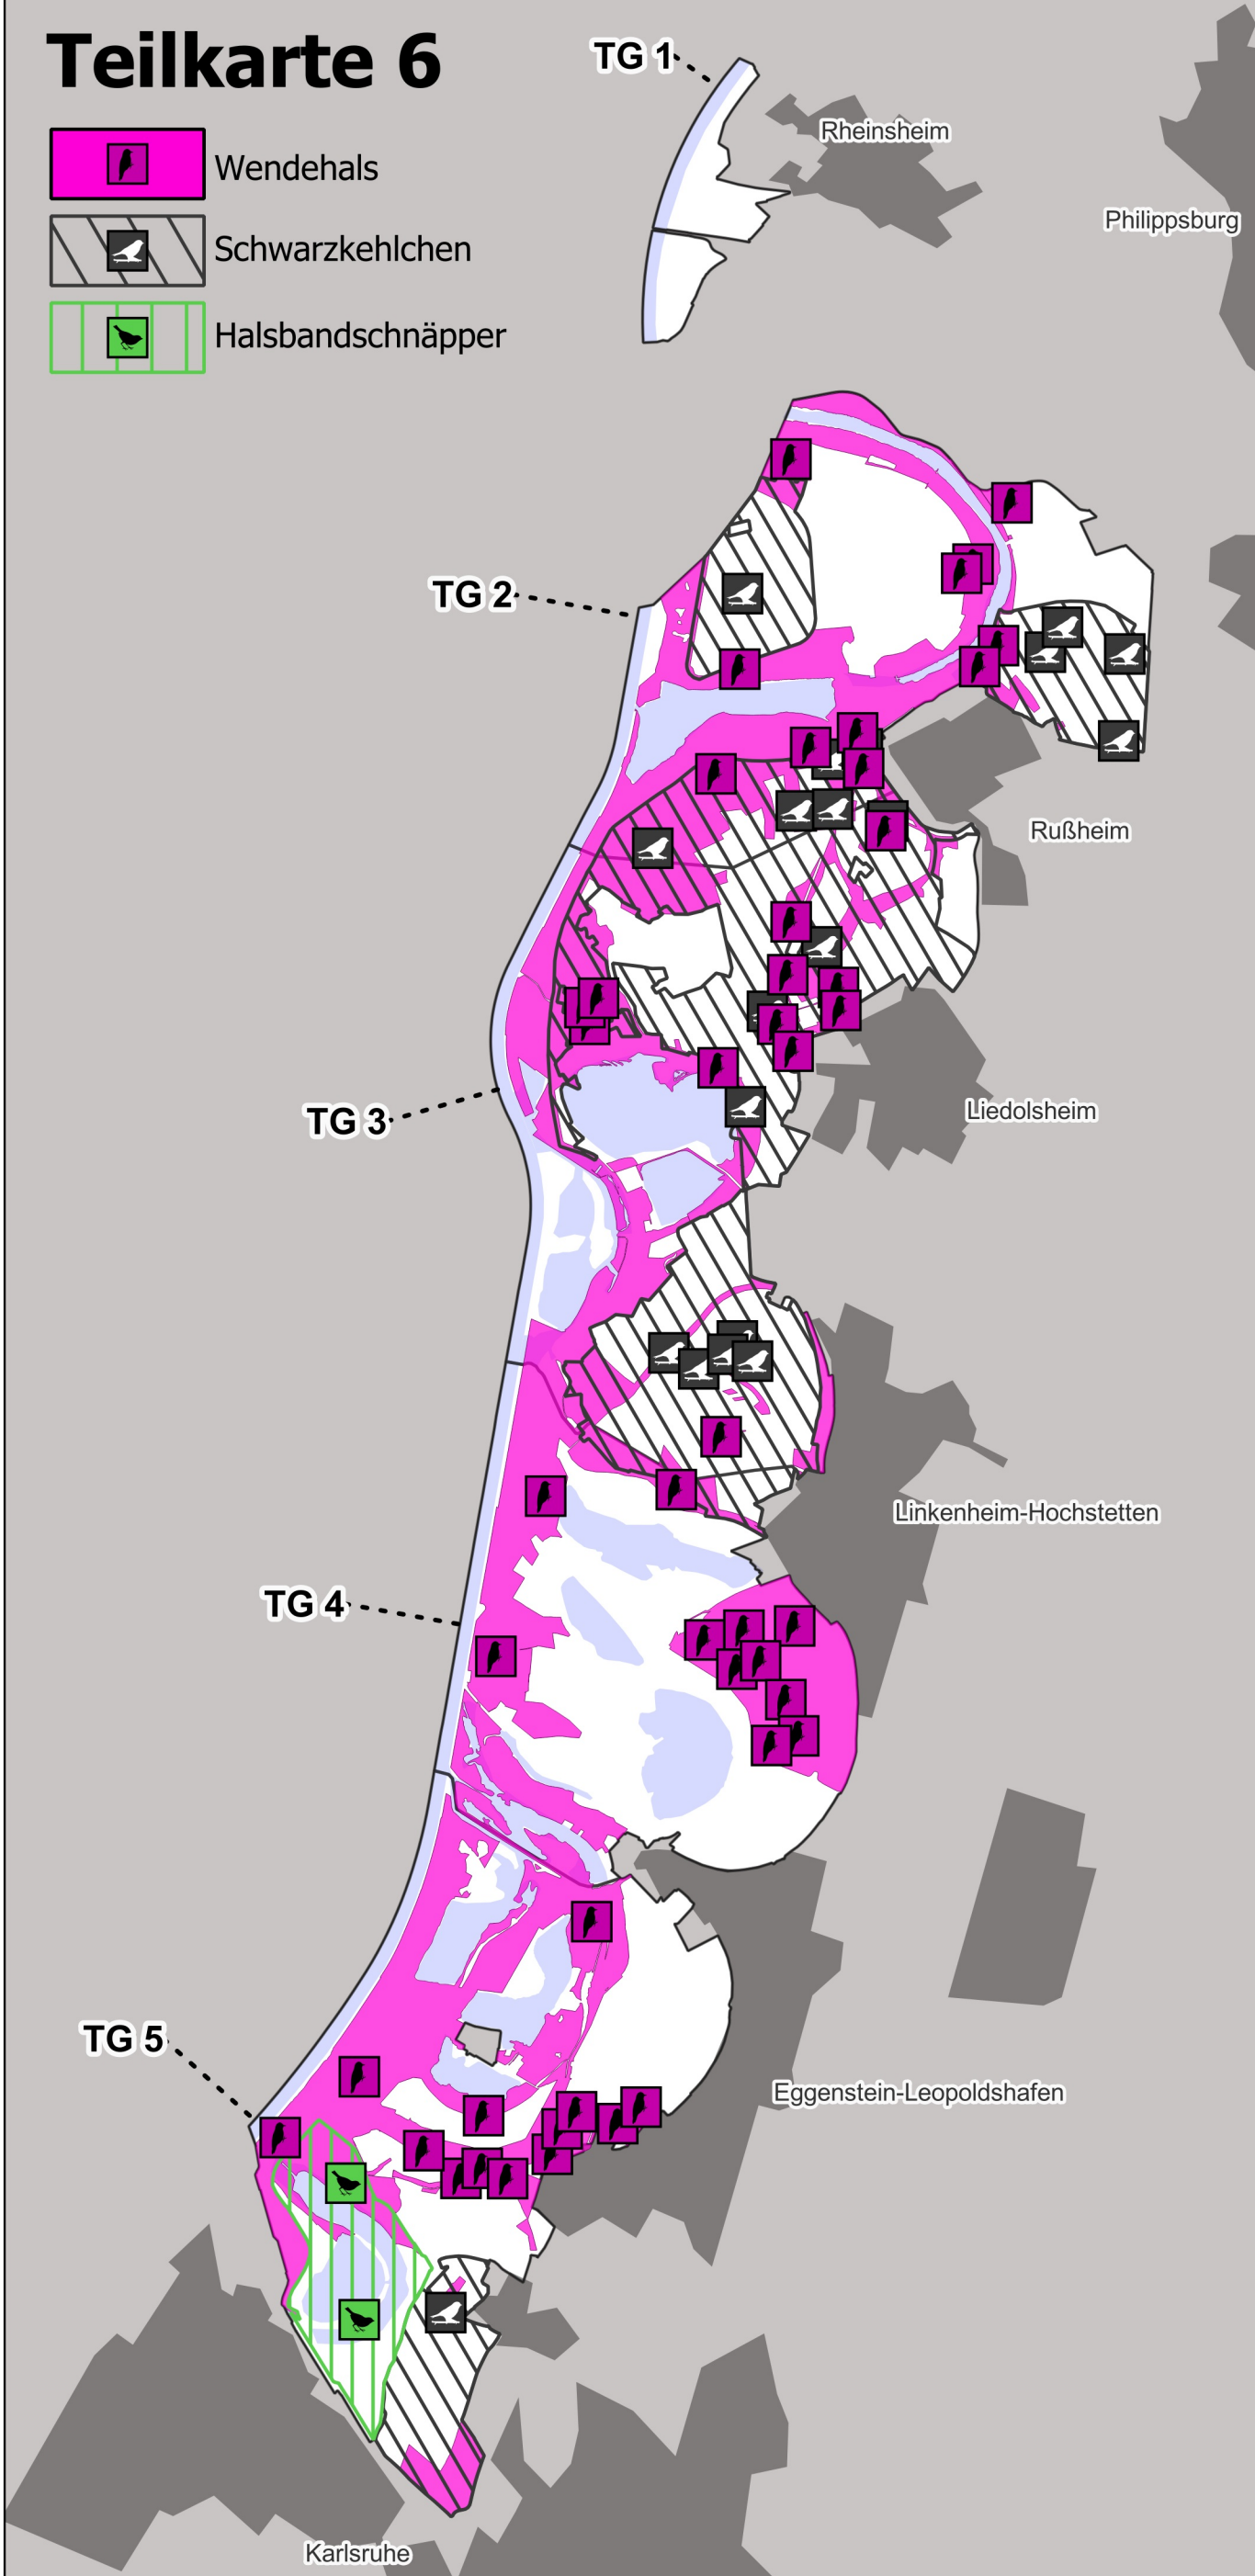 Teilkarte 6
Wendehals
Schwarzkehlchen
Halsbandschnäpper
TG 1
Rheinsheim
Philippsburg
TG 2
Rußheim
TG 3
Liedolsheim
Linkenheim-Hochstetten
TG 4
TG 5
Eggenstein-Leopoldshafen
Karlsruhe